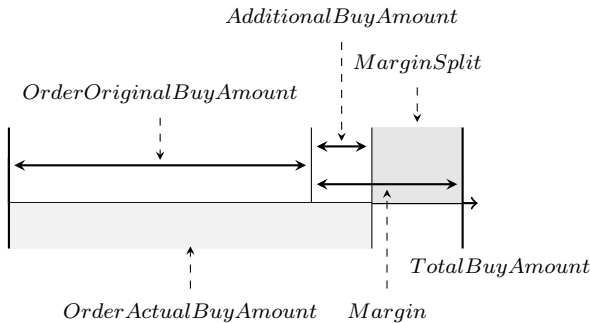 AdditionalBuyAmount
MarginSplit
OrderOriginalBuyAmount
TotalBuyAmount
OrderActualBuyAmount
Margin